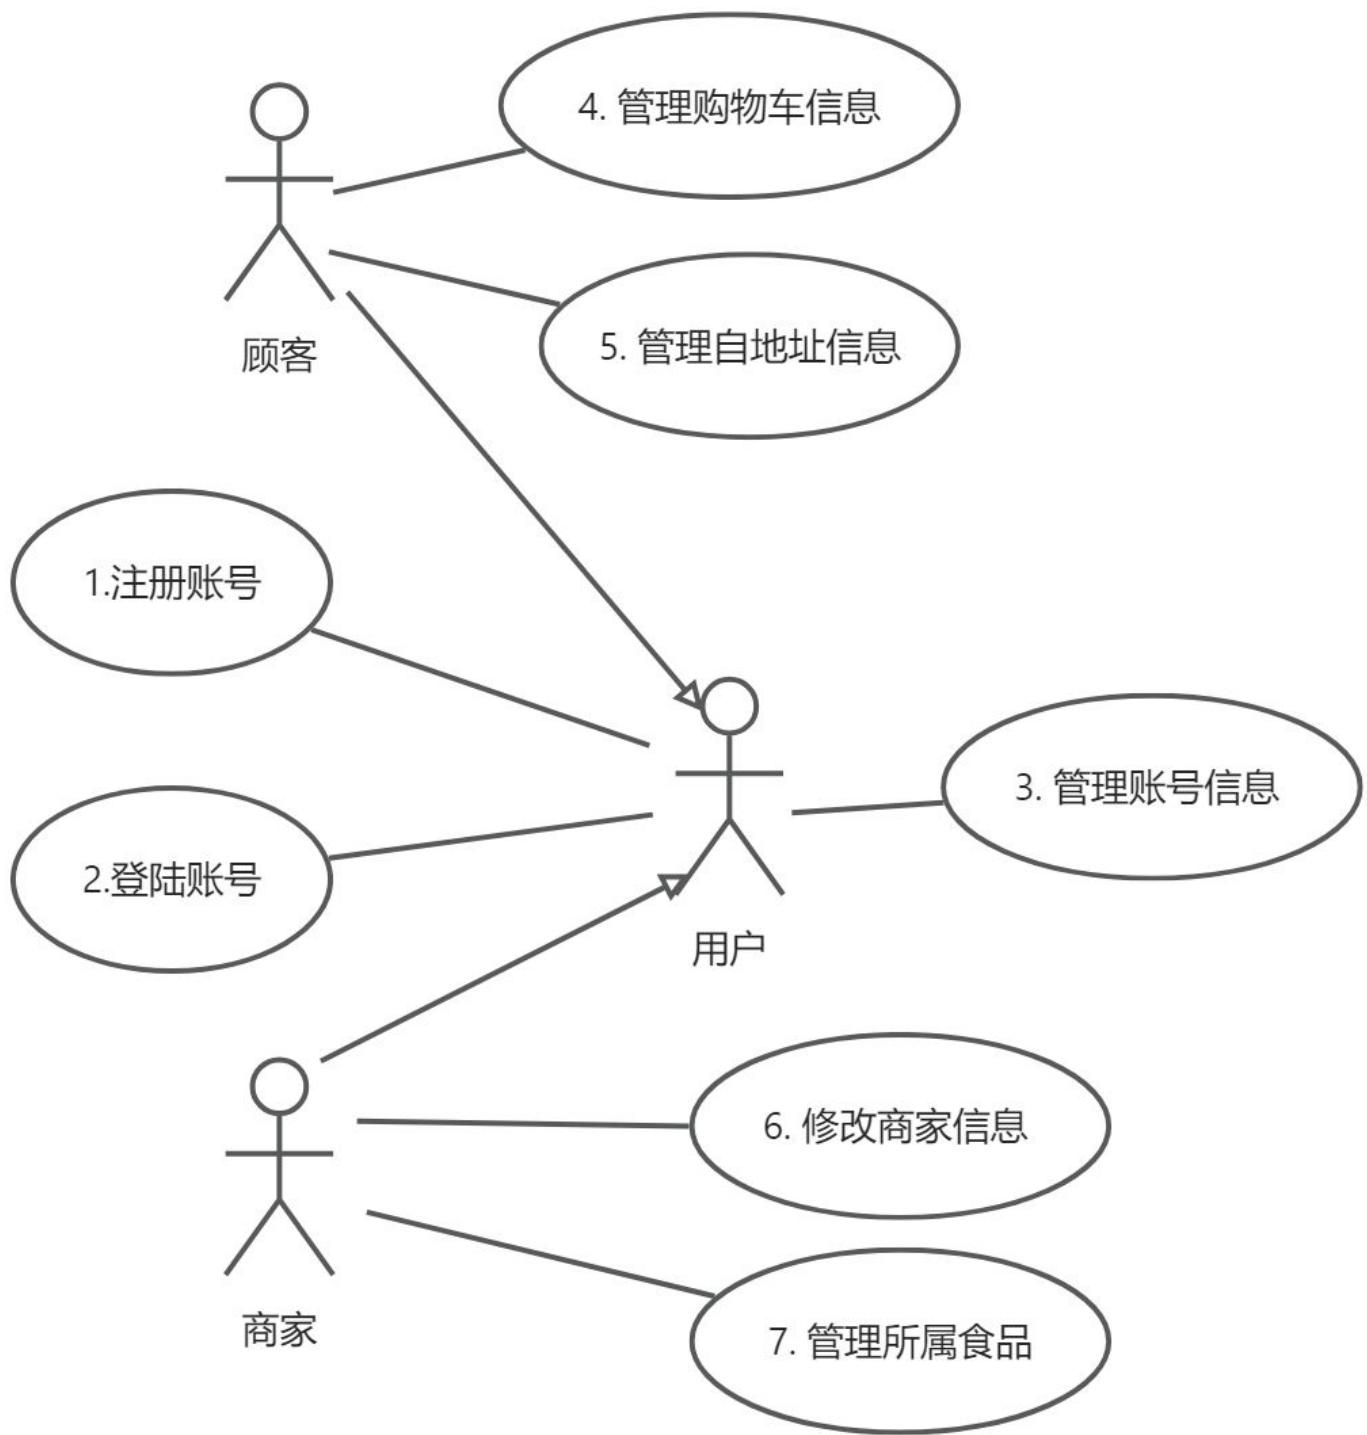 4. 管理购物车信息
顾客
5. 管理自地址信息
1.注册账号
3. 管理账号信息
2.登陆账号
用户
6. 修改商家信息
商家
7. 管理所属食品